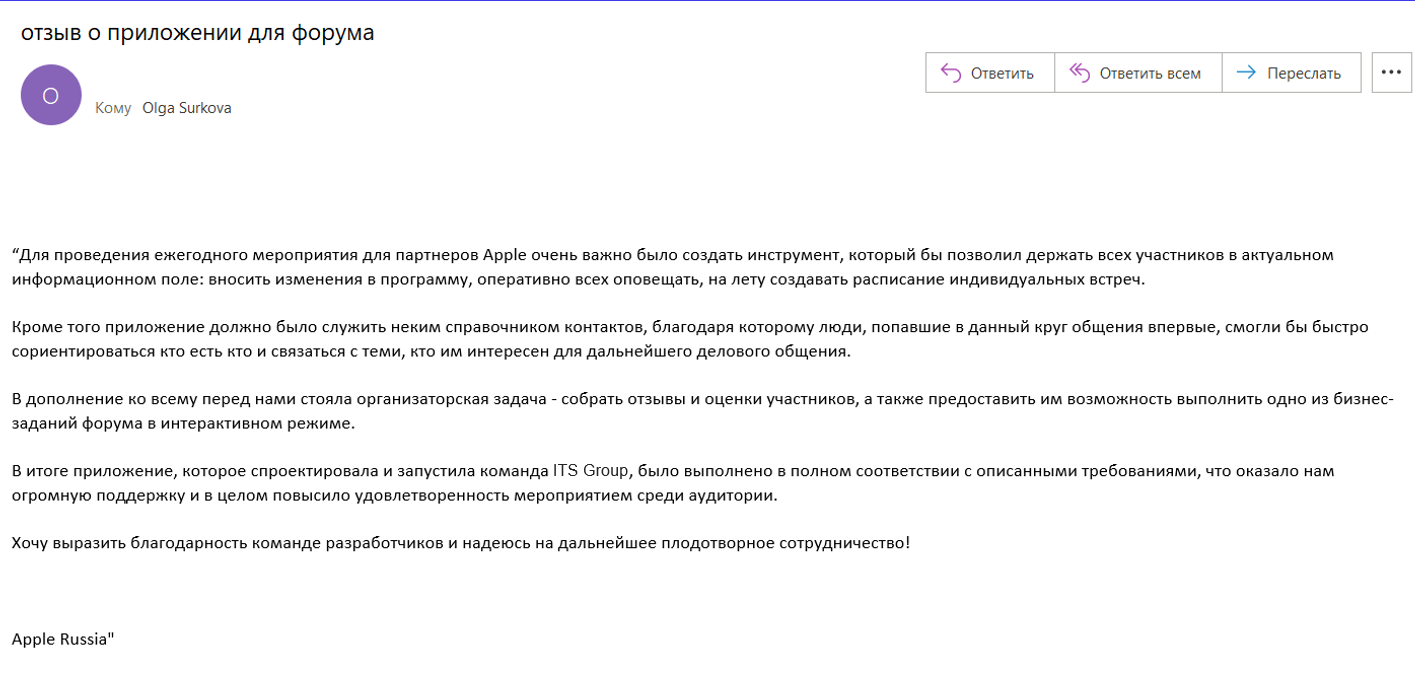 отзыв о приложении для форума
О
Кому Olga Surkova
Ответить
Ответить всем
Переслать
“Для проведения ежегодного мероприятия для партнеров Apple очень важно было создать инструмент, который бы позволил держать всех участников в актуальном
информационном поле: вносить изменения в программу, оперативно всех оповещать, на лету создавать расписание индивидуальных встреч.
Кроме того приложение должно было служить неким справочником контактов, благодаря которому люди, попавшие в данный круг общения впервые, смогли бы быстро
сориентироваться кто есть кто и связаться с теми, кто им интересен для дальнейшего делового общения.
В дополнение ко всему перед нами стояла организаторская задача - собрать отзывы и оценки участников, а также предоставить им возможность выполнить одно из бизнес-
заданий форума в интерактивном режиме.
В итоге приложение, которое спроектировала и запустила команда ITS Group, было выполнено в полном соответствии с описанными требованиями, что оказало нам
огромную поддержку и в целом повысило удовлетворенность мероприятием среди аудитории.
Хочу выразить благодарность команде разработчиков и надеюсь на дальнейшее плодотворное сотрудничество!
Apple Russia"